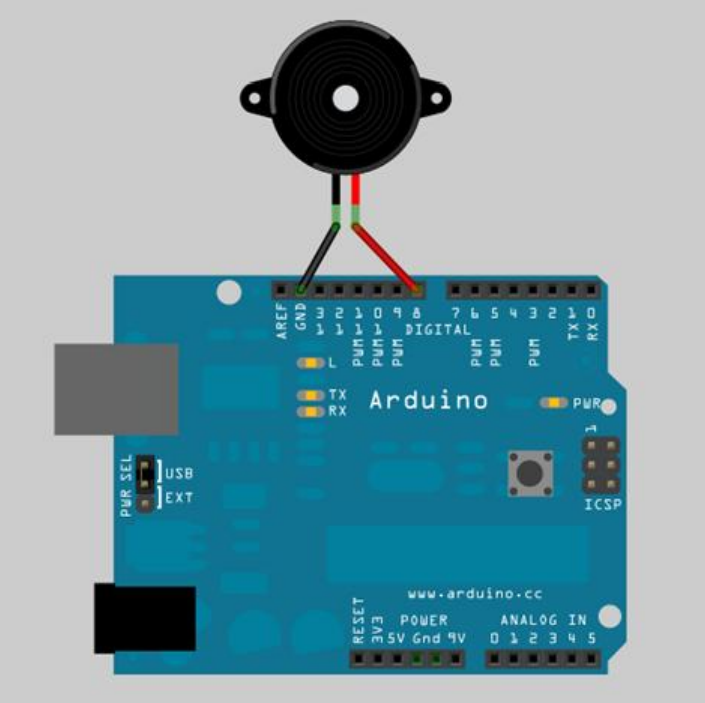 AREF GND 13 12 11 10 9 8 7 6 5 4 3 2 1 0
PWM PWM PWM DIGITAL PWM PWM PWM TX RX
L
TX
RX
Arduino
PWR
1
PWR SEL
USB
EXT
ICSP
www.arduino.cc
POWER
ANALOG IN
RESET 3V3 5V Gnd 9V 0 1 2 3 4 5